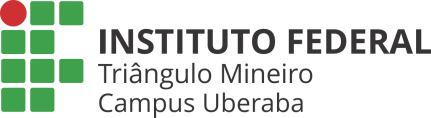 INSTITUTO FEDERAL
Triângulo Mineiro
Campus Uberaba